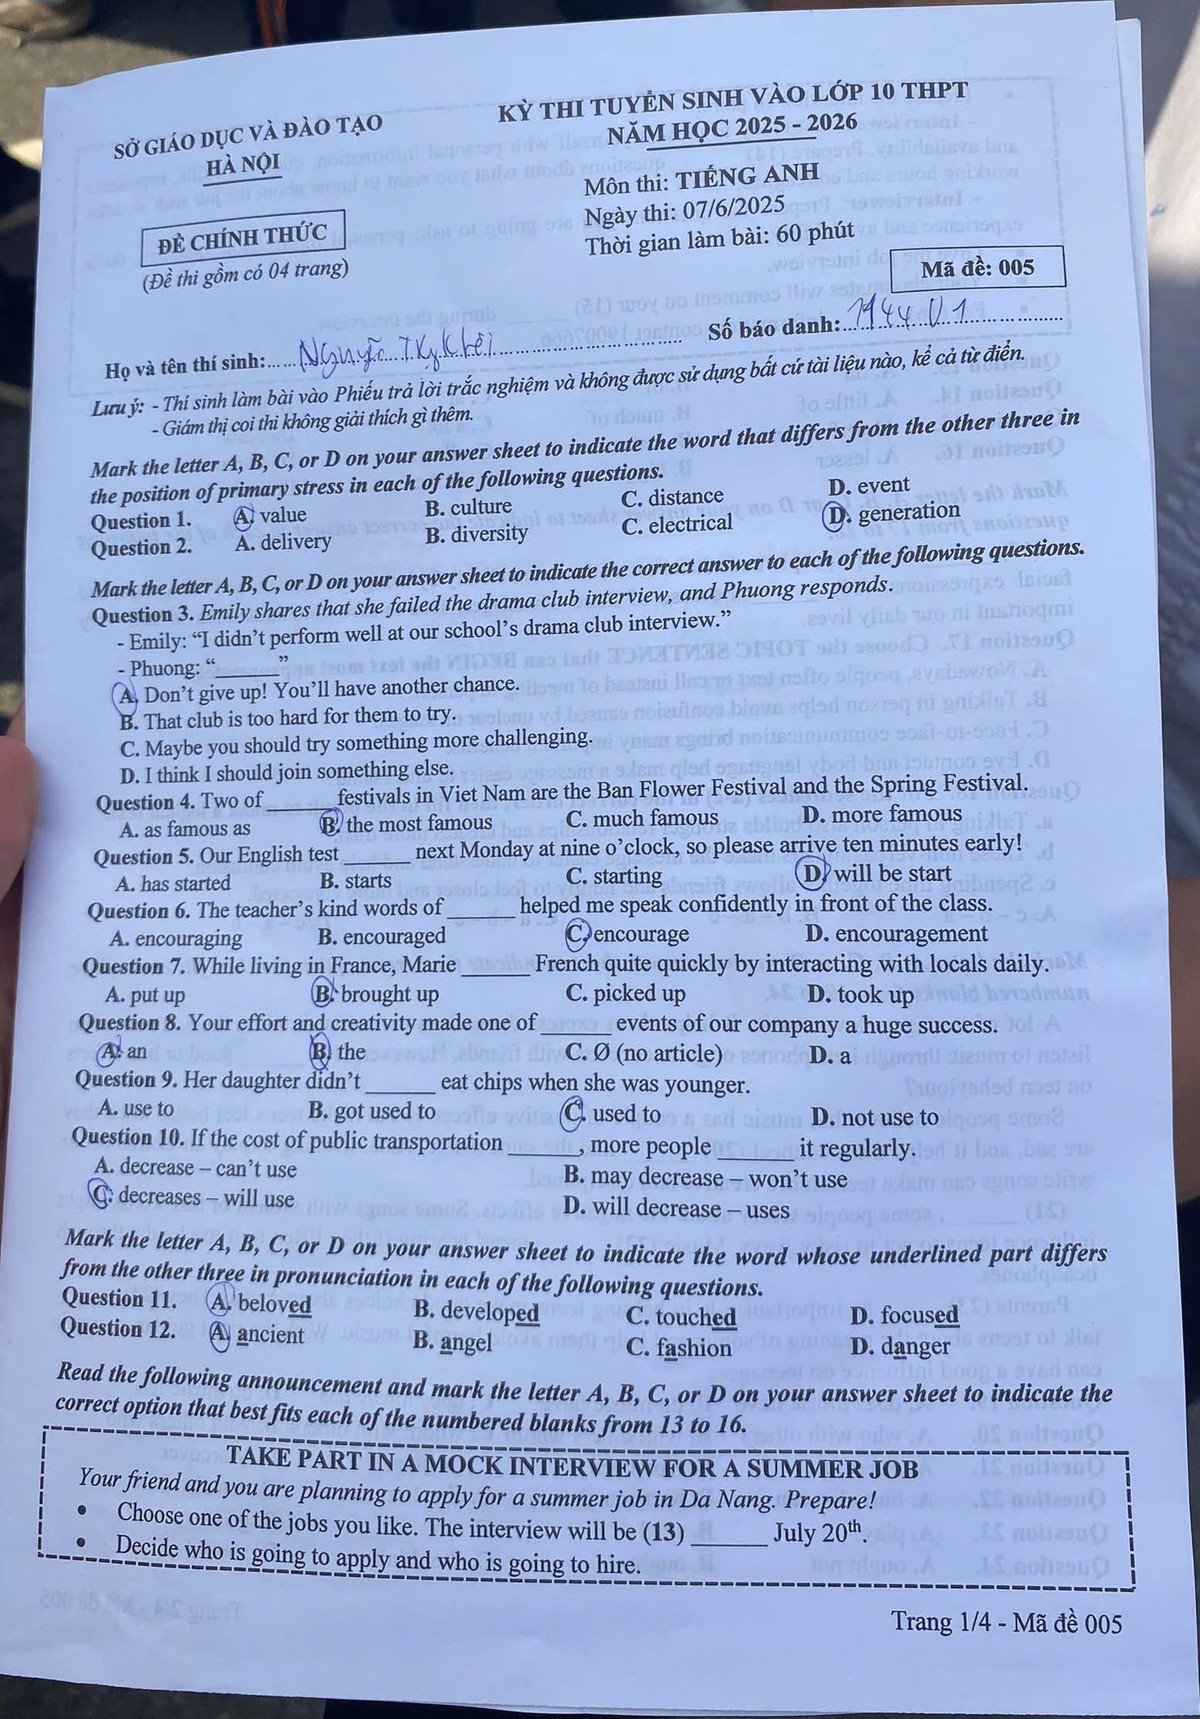 SỞ GIÁO DỤC VÀ ĐÀO TẠO
HÀ NỘI
ĐỀ CHÍNH THỨC
(Đề thi gồm có 04 trang)
KỲ THI TUYỂN SINH VÀO LỚP 10 THPT
NĂM HỌC 2025 - 2026
Môn thi: TIẾNG ANH
Ngày thi: 07/6/2025
Thời gian làm bài: 60 phút
Mã đề: 005
Họ và tên thí sinh:......Nguyễn
Số báo danh:
Lưu ý: - Thí sinh làm bài vào Phiếu trả lời trắc nghiệm và không được sử dụng bất cứ tài liệu nào, kể cả từ điển.
- Giám thị coi thi không giải thích gì thêm.
Mark the letter A, B, C, or D on your answer sheet to indicate the word that differs from the other three in
the position of primary stress in each of the following questions.
Question 1. A. value B. culture C. distance D. event
Question 2. A. delivery B. diversity C. electrical D. generation
Mark the letter A, B, C, or D on your answer sheet to indicate the correct answer to each of the following questions.
Question 3. Emily shares that she failed the drama club interview, and Phuong responds.
- Emily: “I didn’t perform well at our school’s drama club interview.”
- Phuong: “______”
A. Don’t give up! You’ll have another chance.
B. That club is too hard for them to try.
C. Maybe you should try something more challenging.
D. I think I should join something else.
Question 4. Two of ______ festivals in Viet Nam are the Ban Flower Festival and the Spring Festival.
A. as famous as B. the most famous C. much famous D. more famous
Question 5. Our English test ______ next Monday at nine o’clock, so please arrive ten minutes early!
A. has started B. starts C. starting D. will be start
Question 6. The teacher’s kind words of ______ helped me speak confidently in front of the class.
A. encouraging B. encouraged C. encourage D. encouragement
Question 7. While living in France, Marie ______ French quite quickly by interacting with locals daily.
A. put up B. brought up C. picked up D. took up
Question 8. Your effort and creativity made one of ______ events of our company a huge success.
A. an B. the C. Ø (no article) D. a
Question 9. Her daughter didn’t ______ eat chips when she was younger.
A. use to B. got used to C. used to D. not use to
Question 10. If the cost of public transportation ______, more people ______ it regularly.
A. decrease – can’t use B. may decrease – won’t use
C. decreases – will use D. will decrease – uses
Mark the letter A, B, C, or D on your answer sheet to indicate the word whose underlined part differs
from the other three in pronunciation in each of the following questions.
Question 11. A. beloved B. developed C. touched D. focused
Question 12. A. ancient B. angel C. fashion D. danger
Read the following announcement and mark the letter A, B, C, or D on your answer sheet to indicate the
correct option that best fits each of the numbered blanks from 13 to 16.
TAKE PART IN A MOCK INTERVIEW FOR A SUMMER JOB
Your friend and you are planning to apply for a summer job in Da Nang. Prepare!
• Choose one of the jobs you like. The interview will be (13) ______ July 20th.
• Decide who is going to apply and who is going to hire.
Trang 1/4 - Mã đề 005